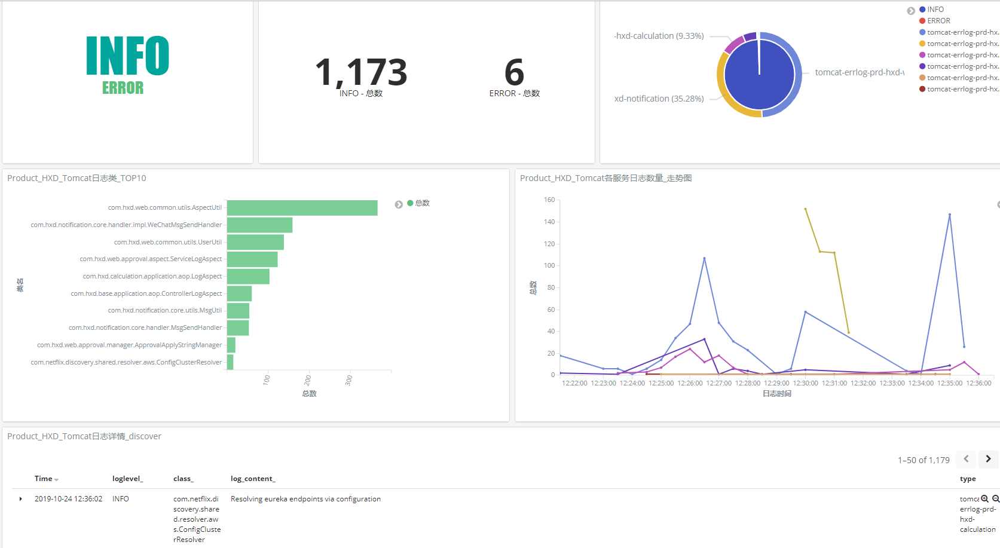 INFO
ERROR
1,173
INFO - 总数
6
ERROR - 总数
-hxd-calculation (9.33%)
xd-notification (35.28%)
tomcat-errlog-prd-hxd-
INFO
ERROR
tomcat-errlog-prd-hx.
tomcat-errlog-prd-hx.
tomcat-errlog-prd-hx.
tomcat-errlog-prd-hx.
tomcat-errlog-prd-hx.
tomcat-errlog-prd-hx.
Product_HXD_Tomcat日志类_TOP10
com.hxd.web.common.utils.AspectUtil
com.hxd.notification.core.handler.impl.WeChatMsgSendHandler
com.hxd.web.common.utils.UserUtil
com.hxd.web.approval.aspect.ServiceLogAspect
com.hxd.calculation.application.aop.LogAspect
com.hxd.base.application.aop.ControllerLogAspect
com.hxd.notification.core.utils.MsgUtil
com.hxd.notification.core.handler.MsgSendHandler
com.hxd.web.approval.manager.ApprovalApplyStringManager
com.netflix.discovery.shared.resolver.aws.ConfigClusterResolver
类名
100
200
300
总数
总数
Product_HXD_Tomcat各服务日志数量_走势图
160
140
120
100
80
60
40
20
0
总数
12:22:00 12:23:00 12:24:00 12:25:00 12:26:00 12:27:00 12:28:00 12:29:00 12:30:00 12:31:00 12:32:00 12:33:00 12:34:00 12:35:00 12:36:00
日志时间
Product_HXD_Tomcat日志详情_discover
1–50 of 1,179
Time loglevel_ class_ log_content_ type
2019-10-24 12:36:02 INFO com.netflix.di Resolving eureka endpoints via configuration tomca
scovery.share errlog-prd-
d.resolver.aw hxd-
s.ConfigCluste calculation
rResolver